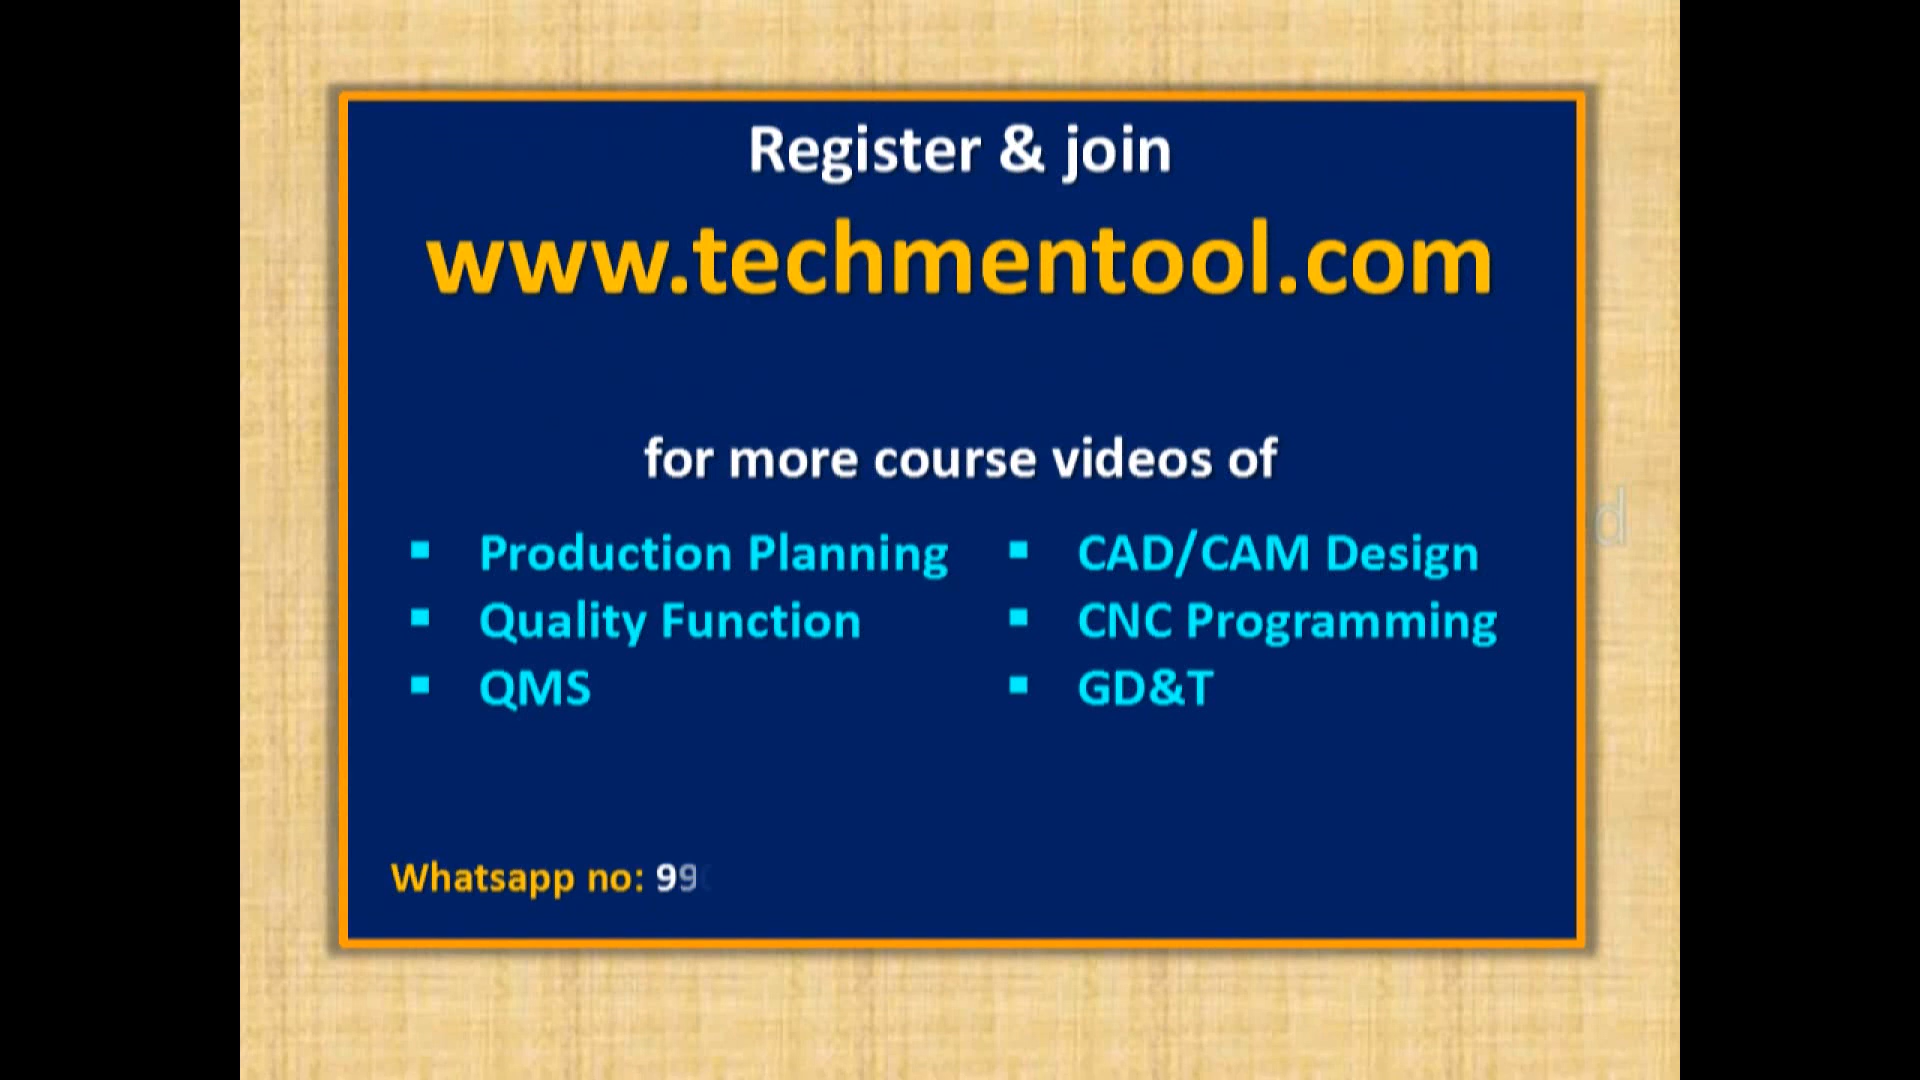 Register & join
www.techmentool.com
for more course videos of
▪ Production Planning
▪ Quality Function
▪ QMS
▪ CAD/CAM Design
▪ CNC Programming
▪ GD&T
Whatsapp no: 99
d